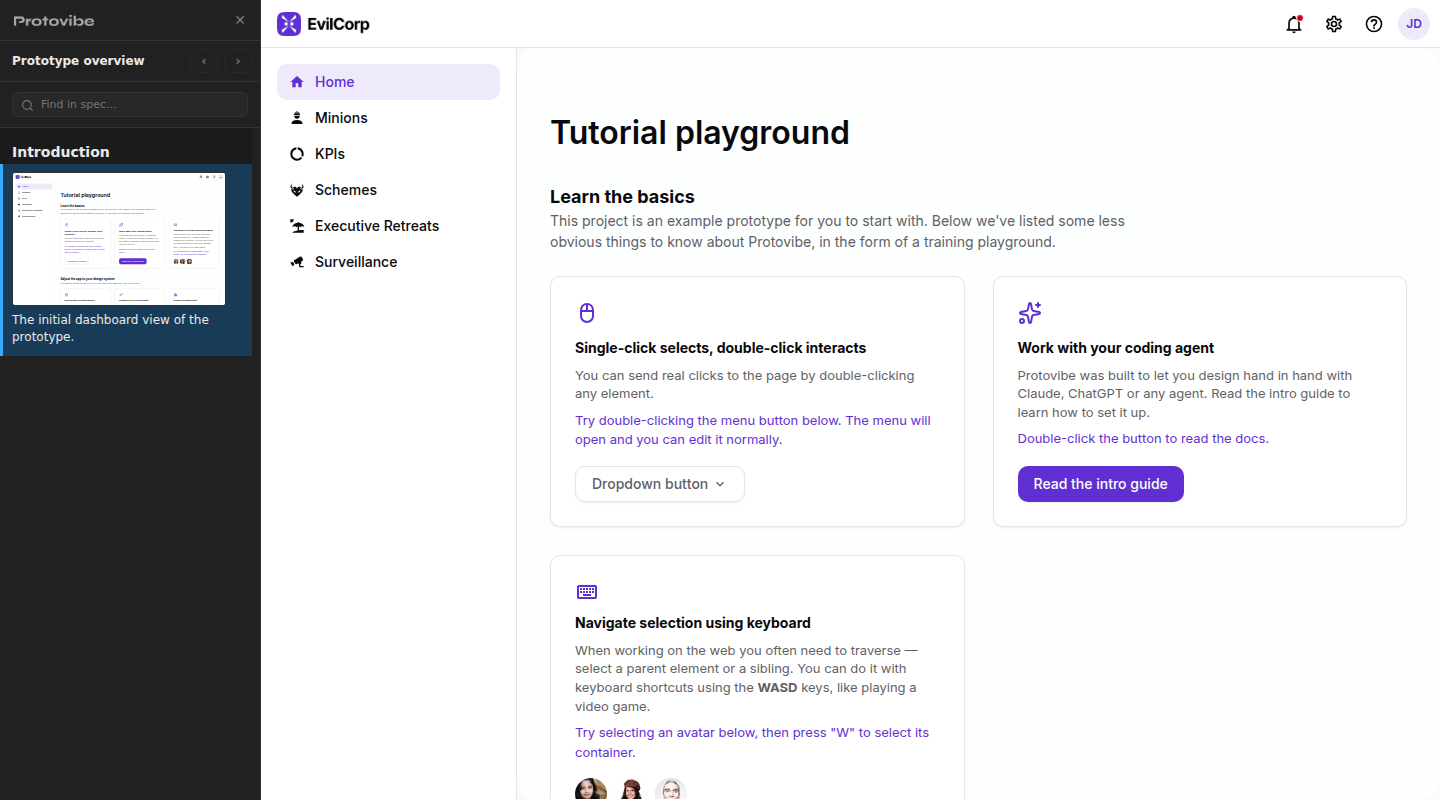 Protovibe
Prototype overview
Find in spec...
Introduction
Tutorial playground
The initial dashboard view of the
prototype.
EvilCorp
JD
Home
Minions
KPIs
Schemes
Executive Retreats
Surveillance
Tutorial playground
Learn the basics
This project is an example prototype for you to start with. Below we've listed some less
obvious things to know about Protovibe, in the form of a training playground.
Single-click selects, double-click interacts
You can send real clicks to the page by double-clicking
any element.
Try double-clicking the menu button below. The menu will
open and you can edit it normally.
Dropdown button
Work with your coding agent
Protovibe was built to let you design hand in hand with
Claude, ChatGPT or any agent. Read the intro guide to
learn how to set it up.
Double-click the button to read the docs.
Read the intro guide
Navigate selection using keyboard
When working on the web you often need to traverse —
select a parent element or a sibling. You can do it with
keyboard shortcuts using the WASD keys, like playing a
video game.
Try selecting an avatar below, then press "W" to select its
container.